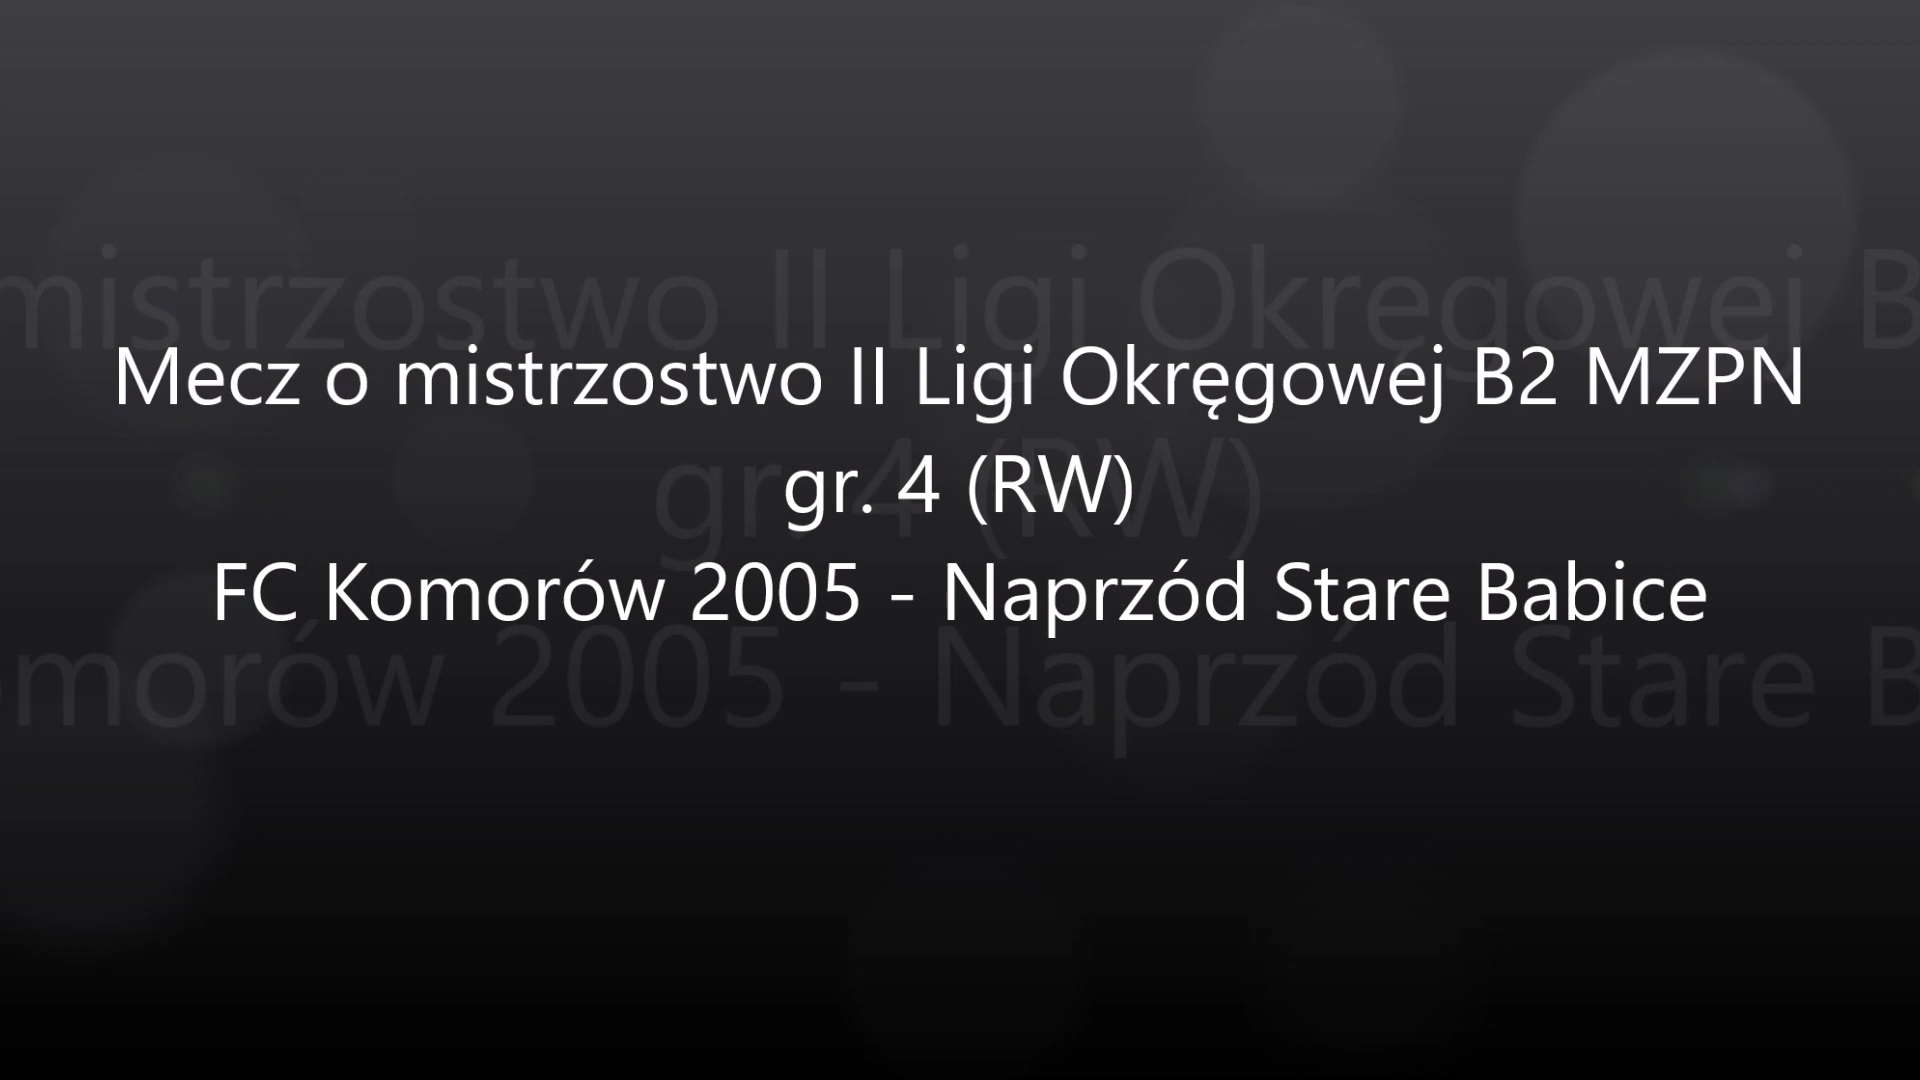 Mecz o mistrzostwo II Ligi Okręgowej B2 MZPN
gr. 4 (RW)
FC Komorów 2005 - Naprzód Stare Babice